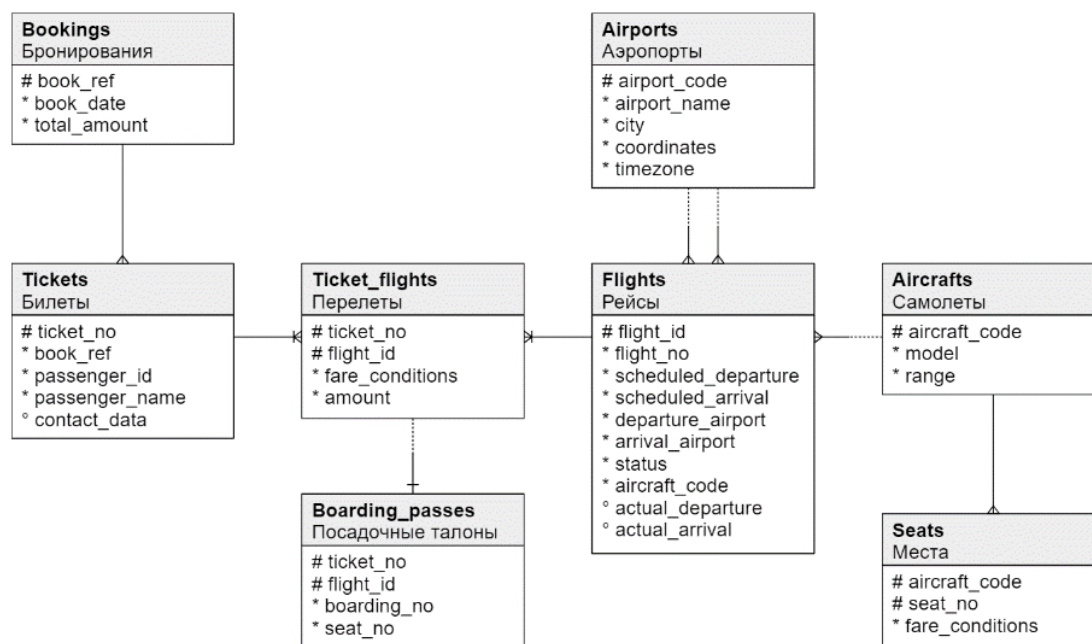 Bookings
Бронирования
# book_ref
* book_date
* total_amount
Airports
Аэропорты
# airport_code
* airport_name
* city
* coordinates
* timezone
Tickets
Билеты
# ticket_no
* book_ref
* passenger_id
* passenger_name
° contact_data
Ticket_flights
Перелеты
# ticket_no
# flight_id
* fare_conditions
* amount
Flights
Рейсы
# flight_id
* flight_no
* scheduled_departure
* scheduled_arrival
* departure_airport
* arrival_airport
* status
* aircraft_code
° actual_departure
° actual_arrival
Aircrafts
Самолеты
# aircraft_code
* model
* range
Boarding_passes
Посадочные талоны
# ticket_no
# flight_id
* boarding_no
* seat_no
Seats
Места
# aircraft_code
# seat_no
* fare_conditions